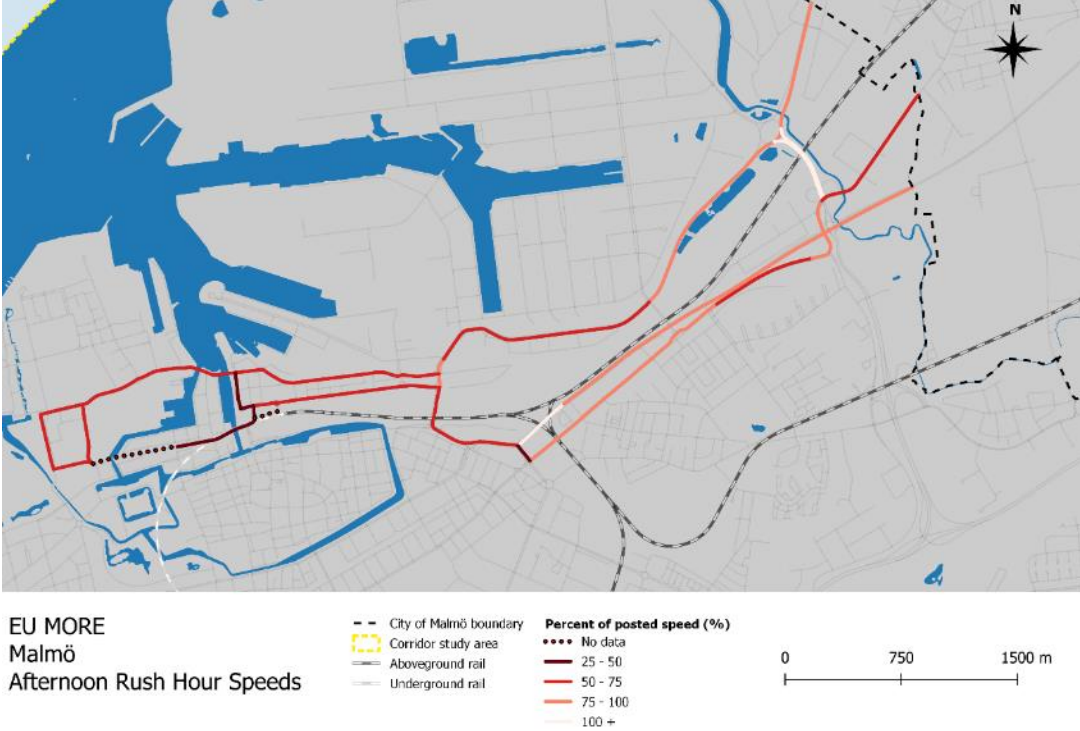 N
EU MORE
Malmö
Afternoon Rush Hour Speeds
City of Malmö boundary
Corridor study area
Aboveground rail
Underground rail
Percent of posted speed (%)
No data
25 - 50
50 - 75
75 - 100
100 +
0 750 1500 m